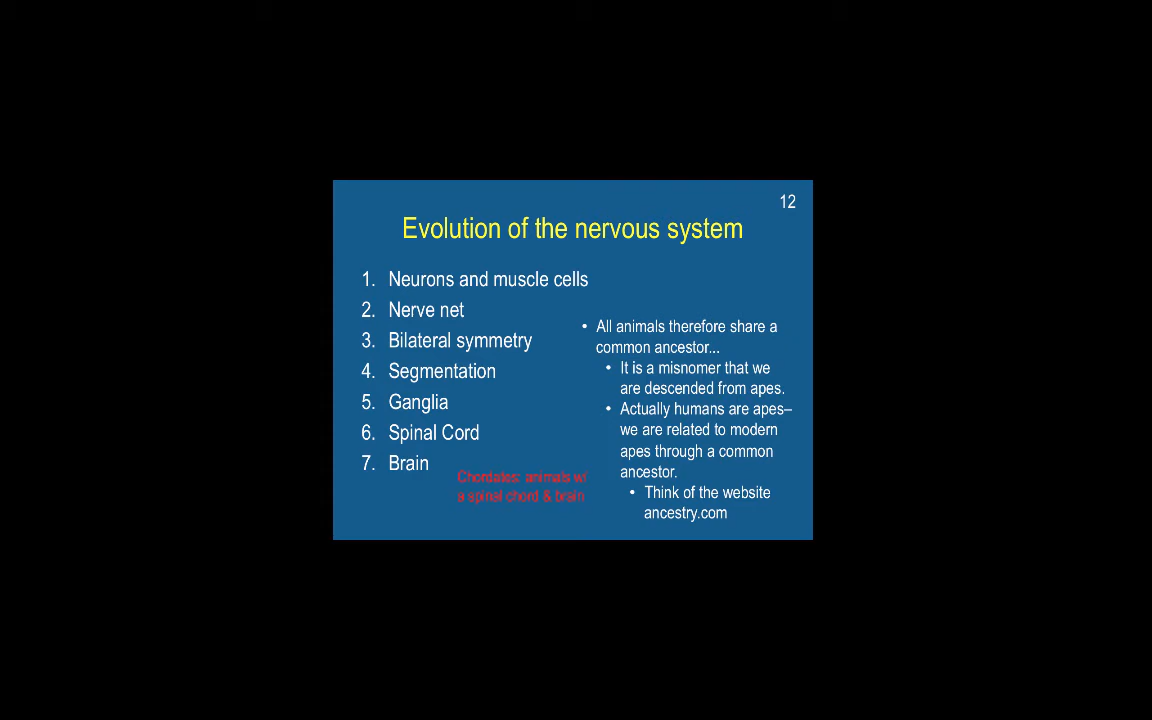 12
Evolution of the nervous system
1. Neurons and muscle cells
2. Nerve net
3. Bilateral symmetry
4. Segmentation
5. Ganglia
6. Spinal Cord
7. Brain
Chordates: animals w/
a spinal chord & brain
• All animals therefore share a
common ancestor...
• It is a misnomer that we
are descended from apes.
• Actually humans are apes–
we are related to modern
apes through a common
ancestor.
• Think of the website
ancestry.com